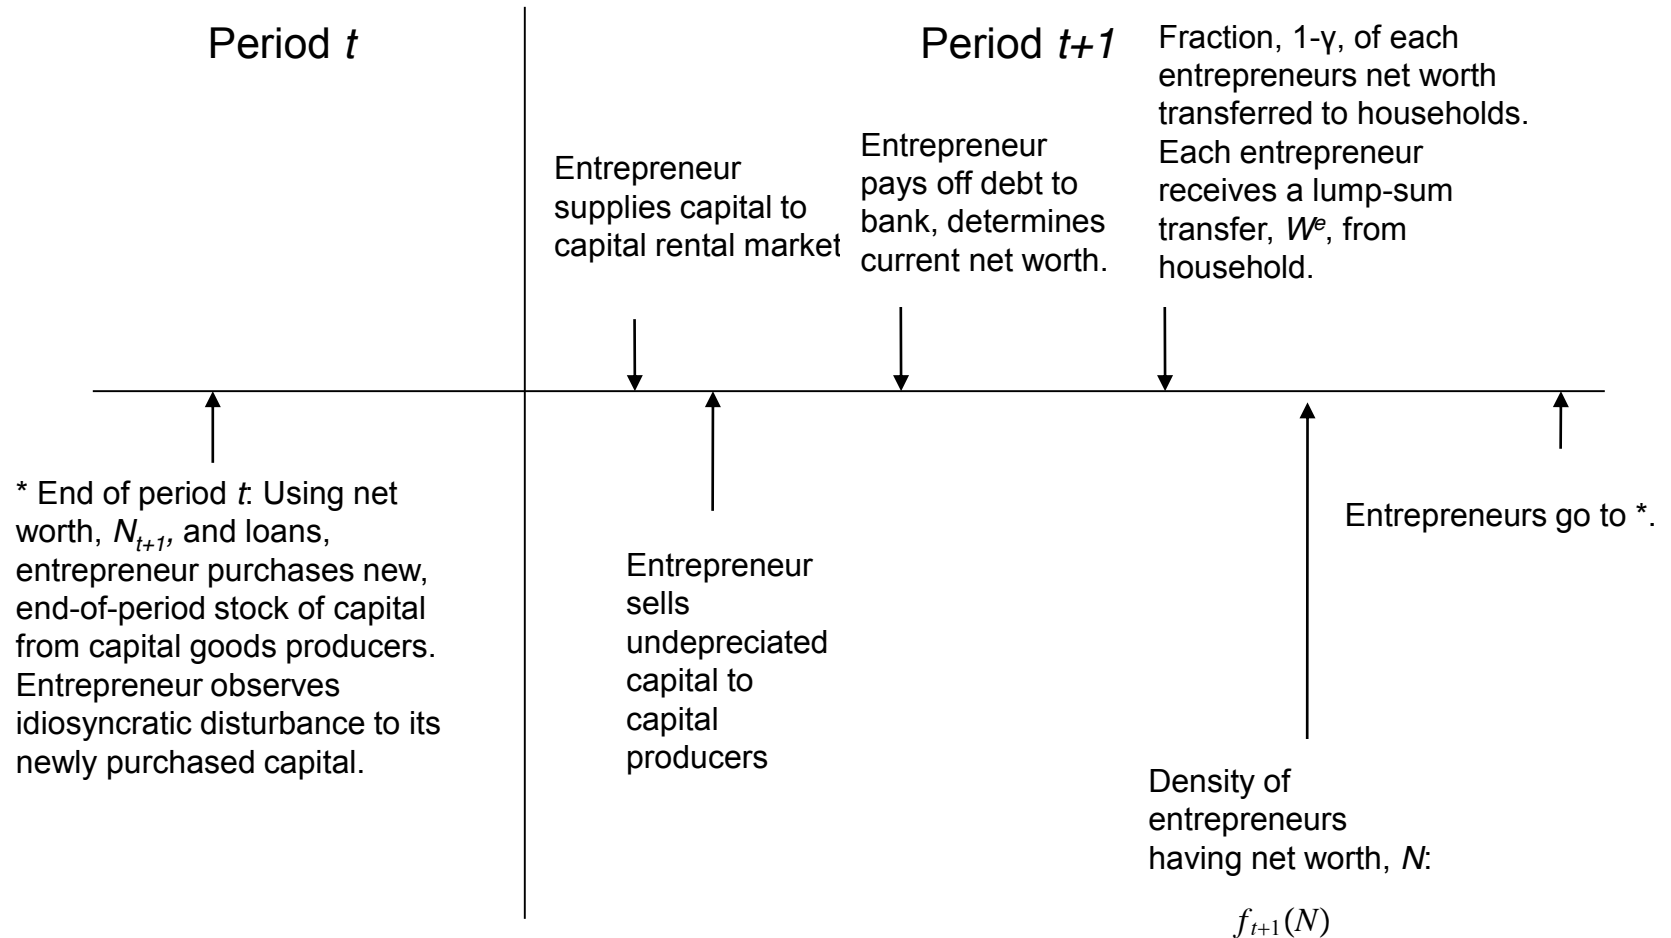 Period t
Period t+1
Fraction, 1-γ, of each
entrepreneurs net worth
transferred to households.
Each entrepreneur
receives a lump-sum
transfer, Wᵉ, from
household.
Entrepreneur
supplies capital to
capital rental market
Entrepreneur
pays off debt to
bank, determines
current net worth.
* End of period t: Using net
worth, N_{t+1}, and loans,
entrepreneur purchases new,
end-of-period stock of capital
from capital goods producers.
Entrepreneur observes
idiosyncratic disturbance to its
newly purchased capital.
Entrepreneur
sells
undepreciated
capital to
capital
producers
Density of
entrepreneurs
having net worth, N:
f_{t+1}(N)
Entrepreneurs go to *.